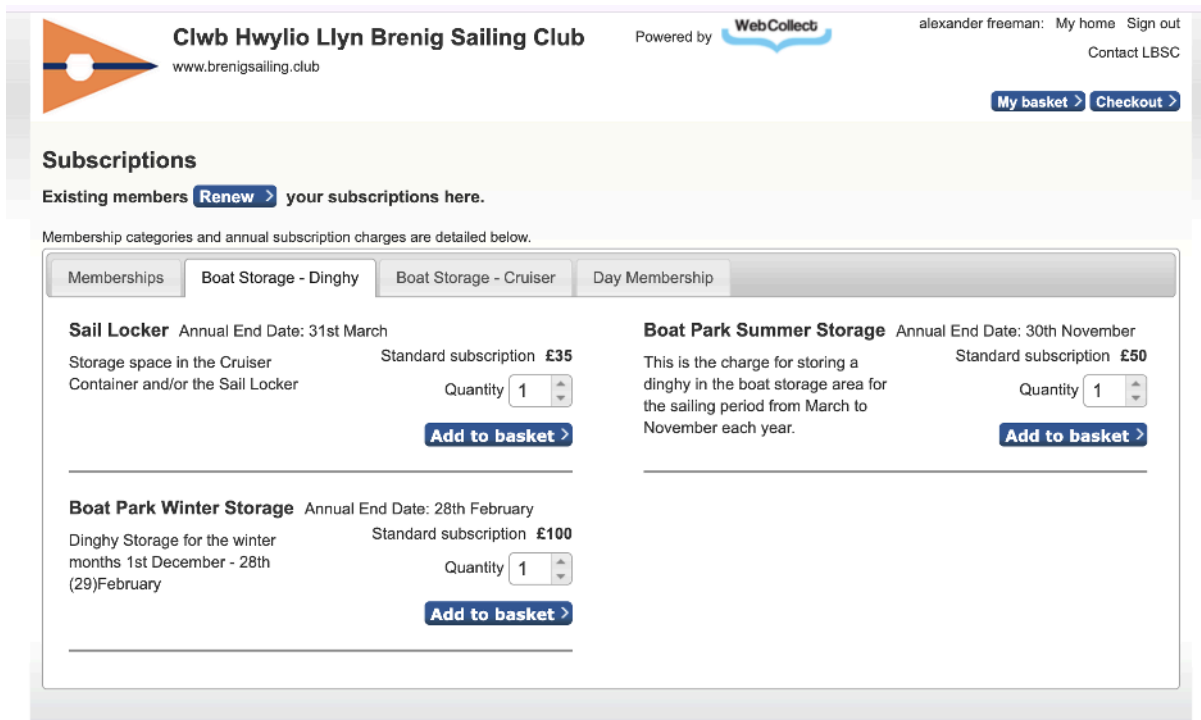 Clwb Hwylio Llyn Brenig Sailing Club
www.brenigsailing.club
Powered by WebCollect
alexander freeman: My home Sign out
Contact LBSC
My basket > Checkout >
Subscriptions
Existing members Renew > your subscriptions here.
Membership categories and annual subscription charges are detailed below.
Memberships Boat Storage - Dinghy Boat Storage - Cruiser Day Membership
Sail Locker Annual End Date: 31st March
Storage space in the Cruiser
Container and/or the Sail Locker
Standard subscription £35
Quantity 1
Add to basket >
Boat Park Summer Storage Annual End Date: 30th November
This is the charge for storing a
dinghy in the boat storage area for
the sailing period from March to
November each year.
Standard subscription £50
Quantity 1
Add to basket >
Boat Park Winter Storage Annual End Date: 28th February
Dinghy Storage for the winter
months 1st December - 28th
(29)February
Standard subscription £100
Quantity 1
Add to basket >